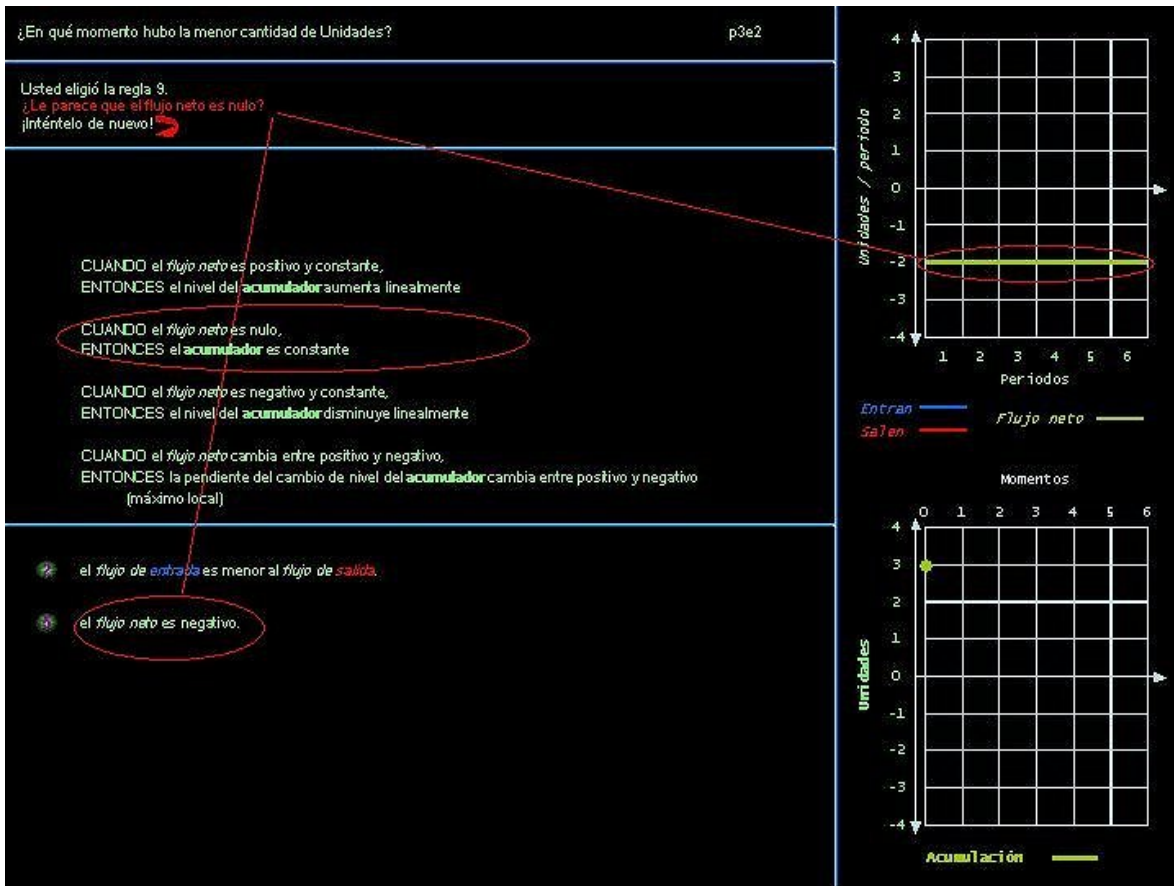 ¿En qué momento hubo la menor cantidad de Unidades?
p3e2
Usted eligió la regla 9.
¿Le parece que el flujo neto es nulo?
¡Inténtelo de nuevo!
CUANDO el flujo neto es positivo y constante,
ENTONCES el nivel del acumulador aumenta linealmente
CUANDO el flujo neto es nulo,
ENTONCES el acumulador es constante
CUANDO el flujo neto es negativo y constante,
ENTONCES el nivel del acumulador disminuye linealmente
CUANDO el flujo neto cambia entre positivo y negativo,
ENTONCES la pendiente del cambio de nivel del acumulador cambia entre positivo y negativo
(máximo local)
el flujo de entrada es menor al flujo de salida.
el flujo neto es negativo.
Unidades / periodo
4
3
2
1
0
-1
-2
-3
-4
1 2 3 4 5 6
Periodos
Entran
Flujo neto
Salen
Momentos
0 1 2 3 4 5 6
Unidades
4
3
2
1
0
-1
-2
-3
-4
Acumulación